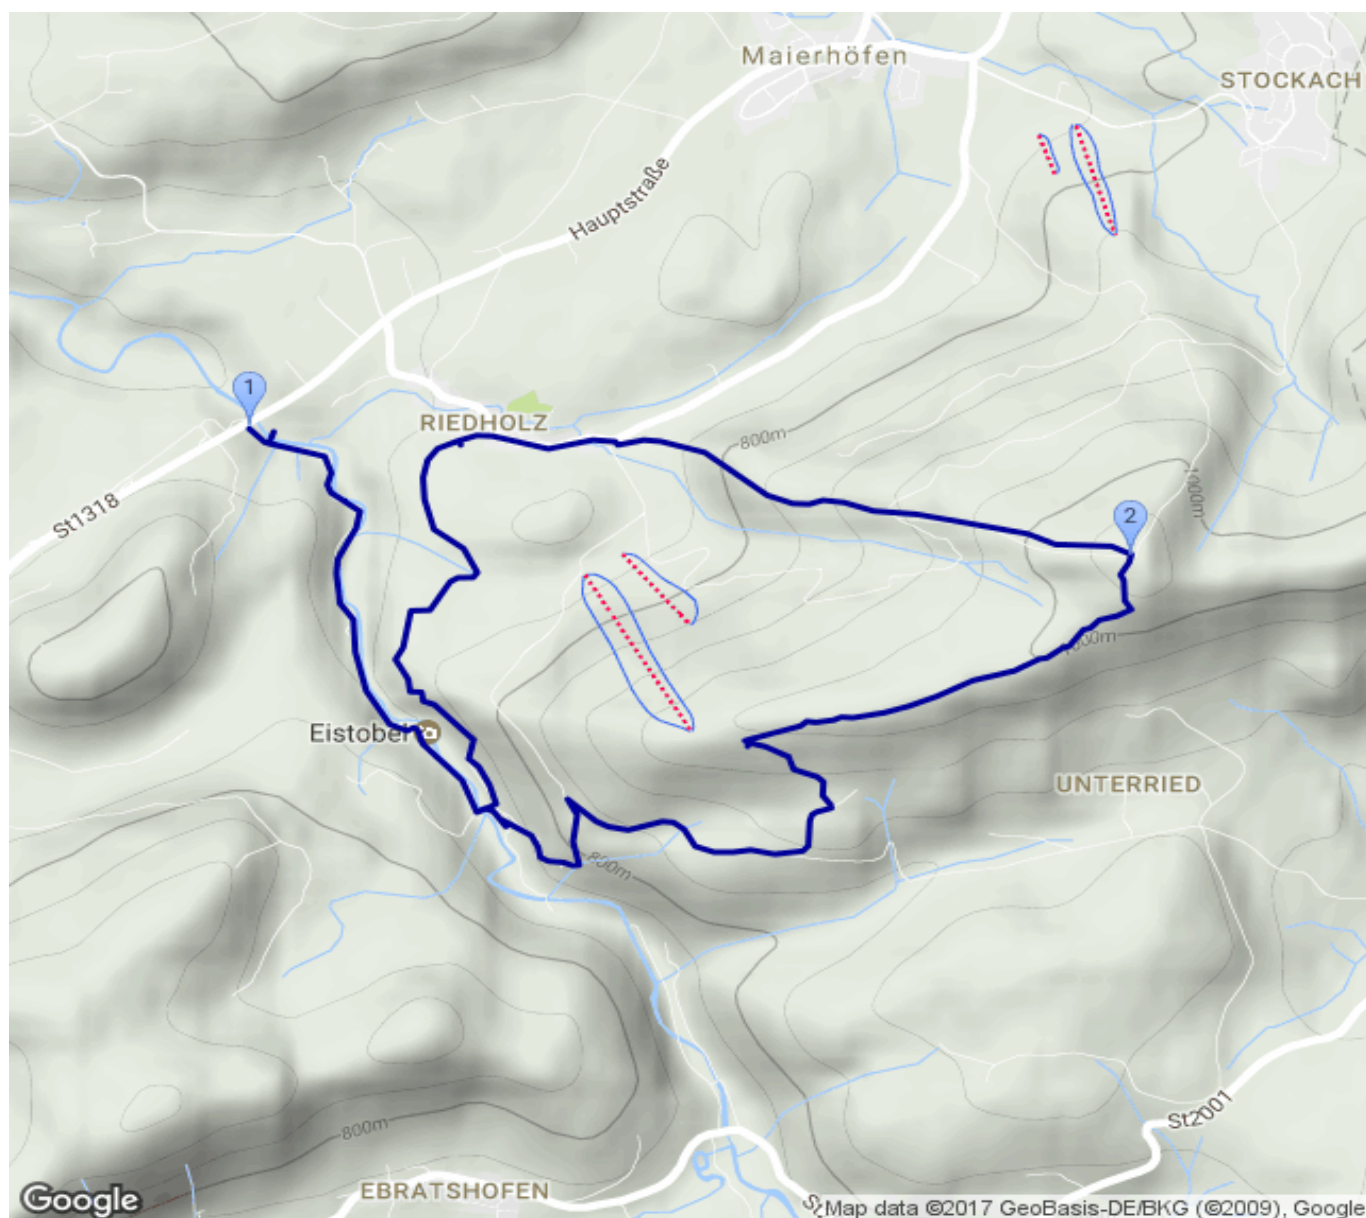 Maierhöfen
STOCKACH
Hauptstraße
1
RIEDHOLZ
800m
1000m
St1318
2
1000m
Eistobel
UNTERRIED
800m
800m
St2001
EBRATSHOFEN
Google
Map data ©2017 GeoBasis-DE/BKG (©2009), Google